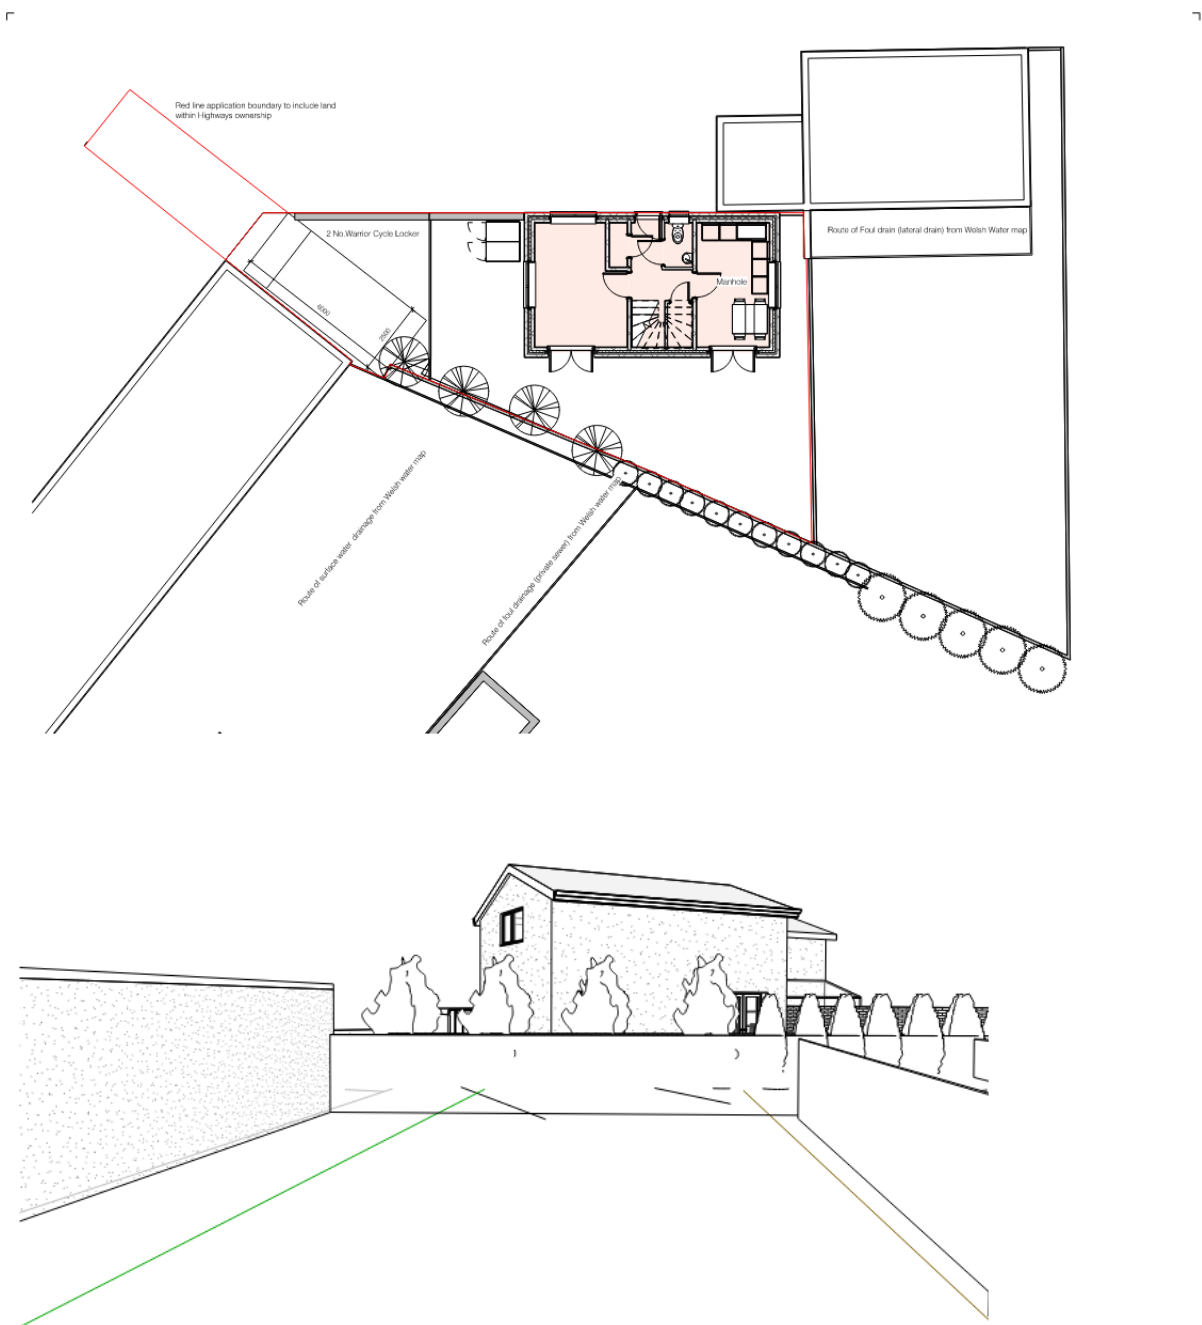 Red line application boundary to include land
within Highways ownership
2 No.Warrior Cycle Locker
Route of Foul drain (lateral drain) from Welsh Water map
Manhole
6000
2500
Route of surface water drainage from Welsh water map
Route of foul drainage (private sewer) from Welsh water map